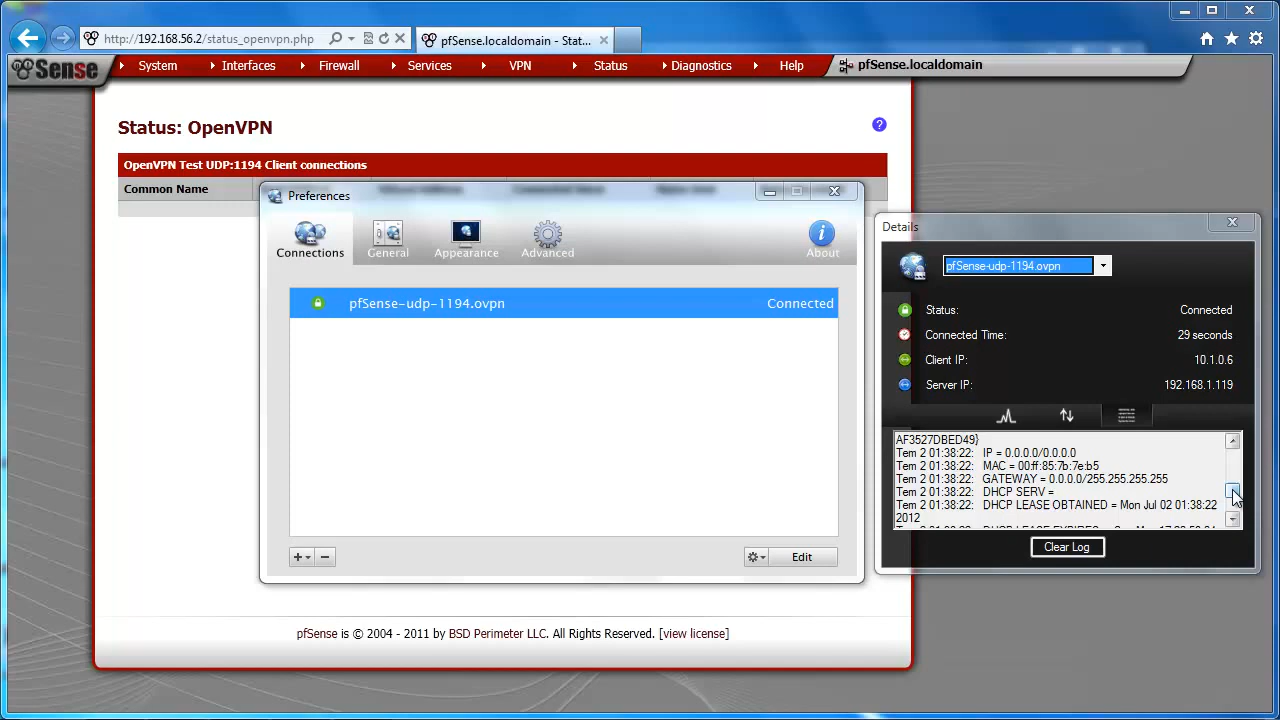 http://192.168.56.2/status_openvpn.php
pfSense.localdomain - Stat...
Sense
System
Interfaces
Firewall
Services
VPN
Status
Diagnostics
Help
pfSense.localdomain
Status: OpenVPN
?
OpenVPN Test UDP:1194 Client connections
Common Name
Preferences
Connections
General
Appearance
Advanced
About
pfSense-udp-1194.ovpn Connected
Edit
pfSense is © 2004 - 2011 by BSD Perimeter LLC. All Rights Reserved. [view license]
Details
pfSense-udp-1194.ovpn
Status: Connected
Connected Time: 29 seconds
Client IP: 10.1.0.6
Server IP: 192.168.1.119
AF3527DBED49}
Tem 2 01:38:22: IP = 0.0.0.0/0.0.0.0
Tem 2 01:38:22: MAC = 00:ff:85:7b:7e:b5
Tem 2 01:38:22: GATEWAY = 0.0.0.0/255.255.255.255
Tem 2 01:38:22: DHCP SERV =
Tem 2 01:38:22: DHCP LEASE OBTAINED = Mon Jul 02 01:38:22
2012
Clear Log